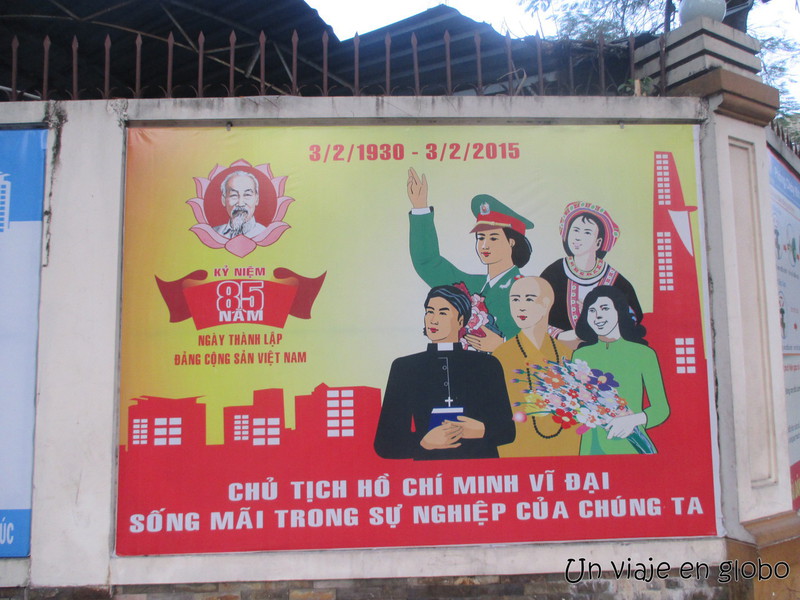 3/2/1930 - 3/2/2015
KỶ NIỆM
85
NĂM
NGÀY THÀNH LẬP
ĐẢNG CỘNG SẢN VIỆT NAM
CHỦ TỊCH HỒ CHÍ MINH VĨ ĐẠI
SỐNG MÃI TRONG SỰ NGHIỆP CỦA CHÚNG TA
ÚC
Un viaje en globo